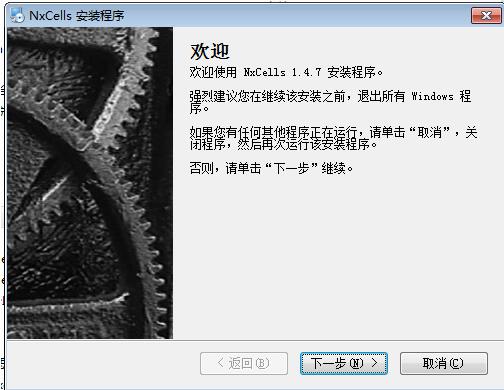 NxCells 安装程序
欢迎
欢迎使用 NxCells 1.4.7 安装程序。
强烈建议您在继续该安装之前，退出所有 Windows 程
序。
如果您有任何其他程序正在运行，请单击“取消”，关
闭程序，然后再次运行该安装程序。
否则，请单击“下一步”继续。
< 返回(B)
下一步(N) >
取消(C)